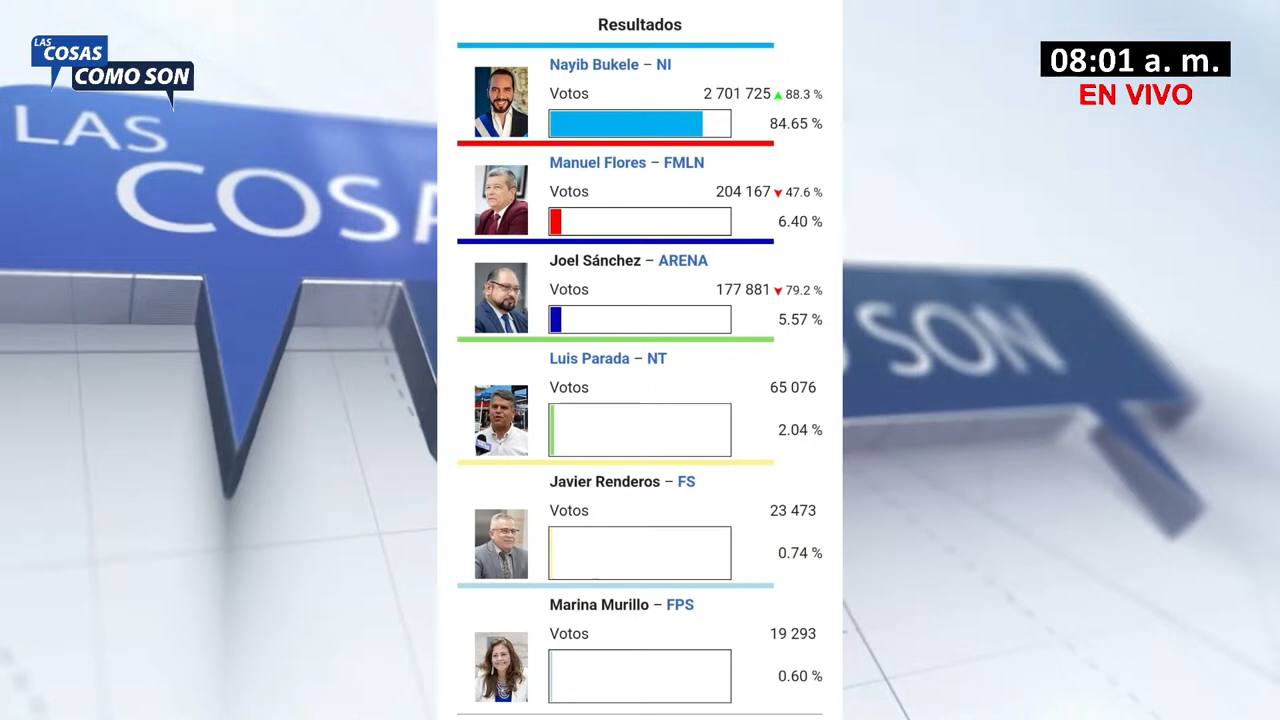 LAS
COSAS
COMO SON
08:01 a. m.
EN VIVO
LAS
COSA
SON
Resultados
Nayib Bukele – NI
Votos 2 701 725 88.3 %
84.65 %
Manuel Flores – FMLN
Votos 204 167 47.6 %
6.40 %
Joel Sánchez – ARENA
Votos 177 881 79.2 %
5.57 %
Luis Parada – NT
Votos 65 076
2.04 %
Javier Renderos – FS
Votos 23 473
0.74 %
Marina Murillo – FPS
Votos 19 293
0.60 %